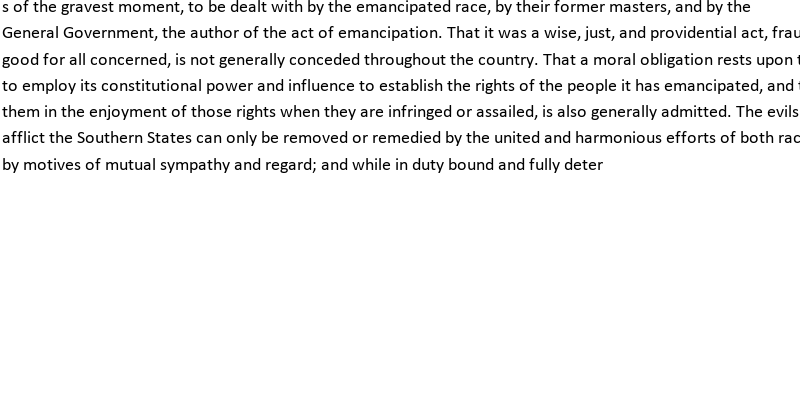 s of the gravest moment, to be dealt with by the emancipated race, by their former masters, and by the
General Government, the author of the act of emancipation. That it was a wise, just, and providential act,
good for all concerned, is not generally conceded throughout the country. That a moral obligation rests upon
to employ its constitutional power and influence to establish the rights of the people it has emancipated, and
them in the enjoyment of those rights when they are infringed or assailed, is also generally admitted. The evils
afflict the Southern States can only be removed or remedied by the united and harmonious efforts of both
by motives of mutual sympathy and regard; and while in duty bound and fully deter